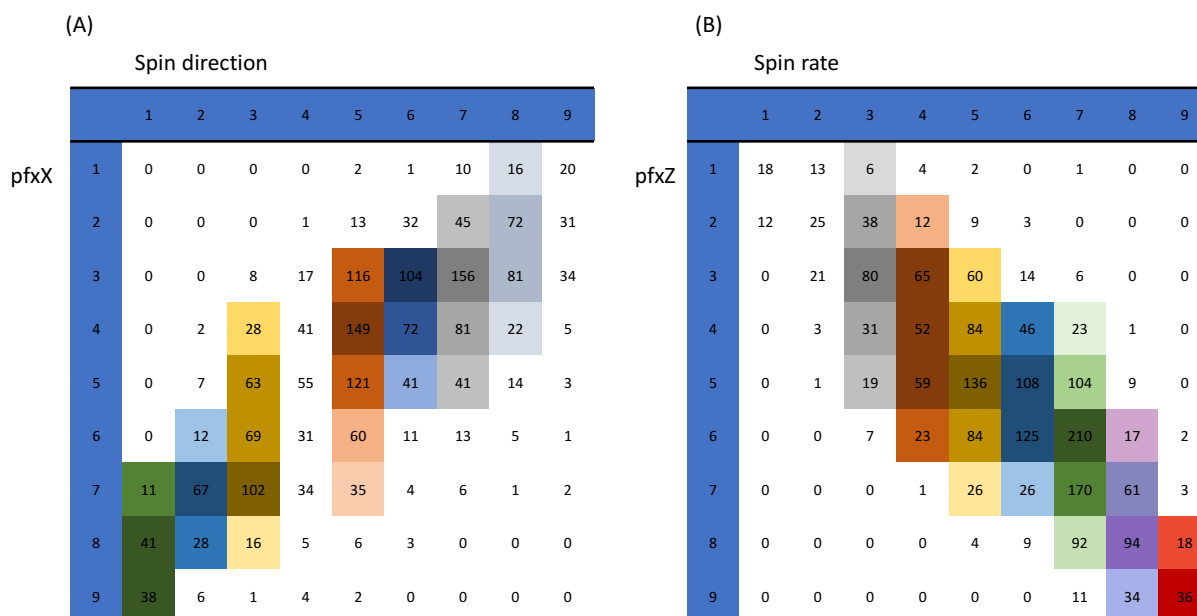 (A)
Spin direction
1 2 3 4 5 6 7 8 9
pfxX
1 0 0 0 0 2 1 10 16 20
2 0 0 0 1 13 32 45 72 31
3 0 0 8 17 116 104 156 81 34
4 0 2 28 41 149 72 81 22 5
5 0 7 63 55 121 41 41 14 3
6 0 12 69 31 60 11 13 5 1
7 11 67 102 34 35 4 6 1 2
8 41 28 16 5 6 3 0 0 0
9 38 6 1 4 2 0 0 0 0
(B)
Spin rate
1 2 3 4 5 6 7 8 9
pfxZ
1 18 13 6 4 2 0 1 0 0
2 12 25 38 12 9 3 0 0 0
3 0 21 80 65 60 14 6 0 0
4 0 3 31 52 84 46 23 1 0
5 0 1 19 59 136 108 104 9 0
6 0 0 7 23 84 125 210 17 2
7 0 0 0 1 26 26 170 61 3
8 0 0 0 0 4 9 92 94 18
9 0 0 0 0 0 0 11 34 36